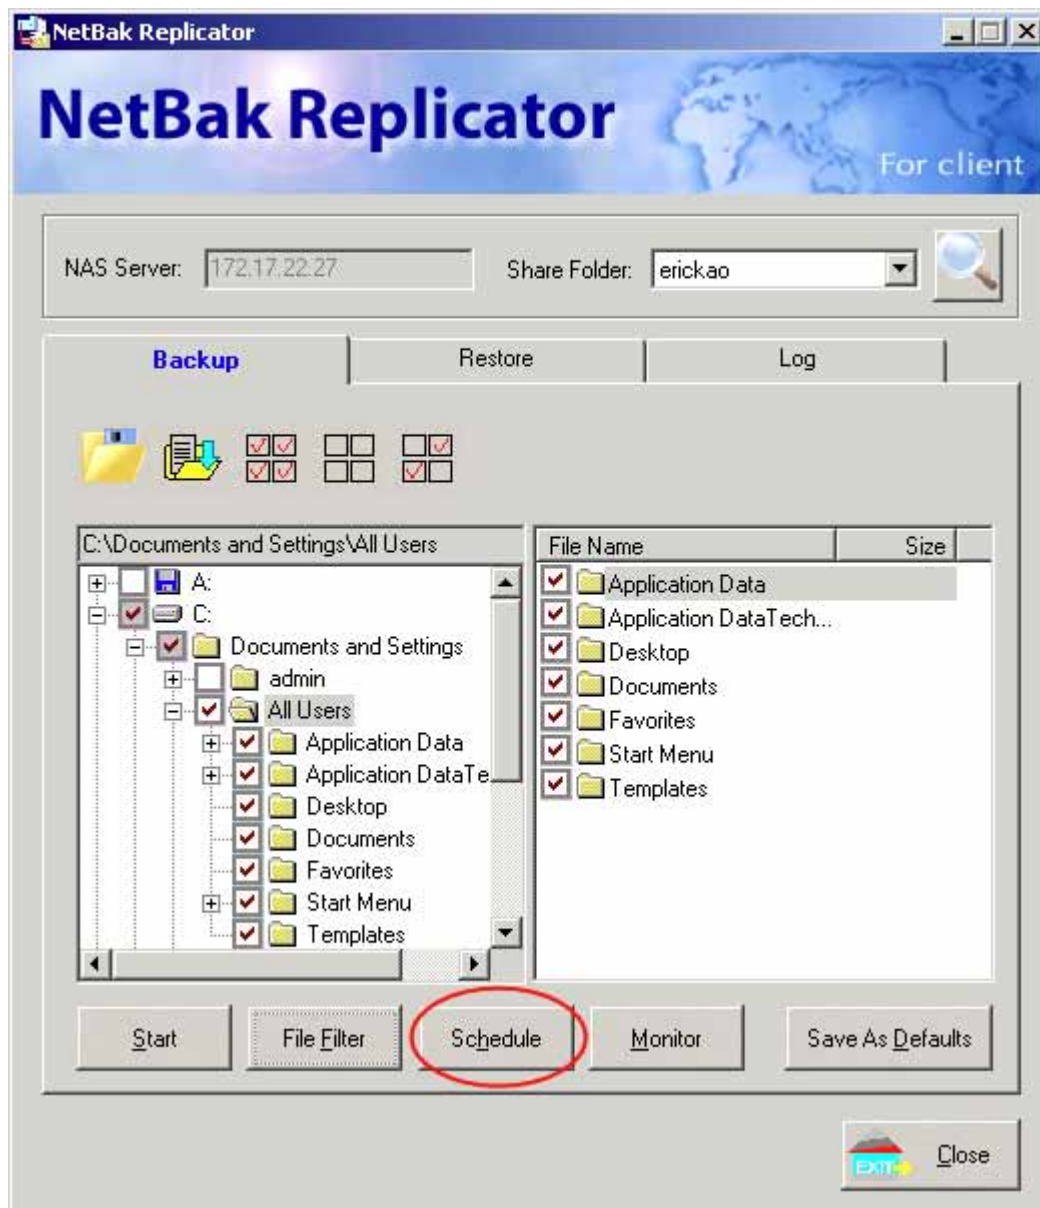 NetBak Replicator
NetBak Replicator
For client
NAS Server: 172.17.22.27 Share Folder: erickao
Backup Restore Log
C:\Documents and Settings\All Users
A:
C:
Documents and Settings
admin
All Users
Application Data
Application DataTe
Desktop
Documents
Favorites
Start Menu
Templates
File Name Size
Application Data
Application DataTech...
Desktop
Documents
Favorites
Start Menu
Templates
Start File Filter Schedule Monitor Save As Defaults
EXIT Close